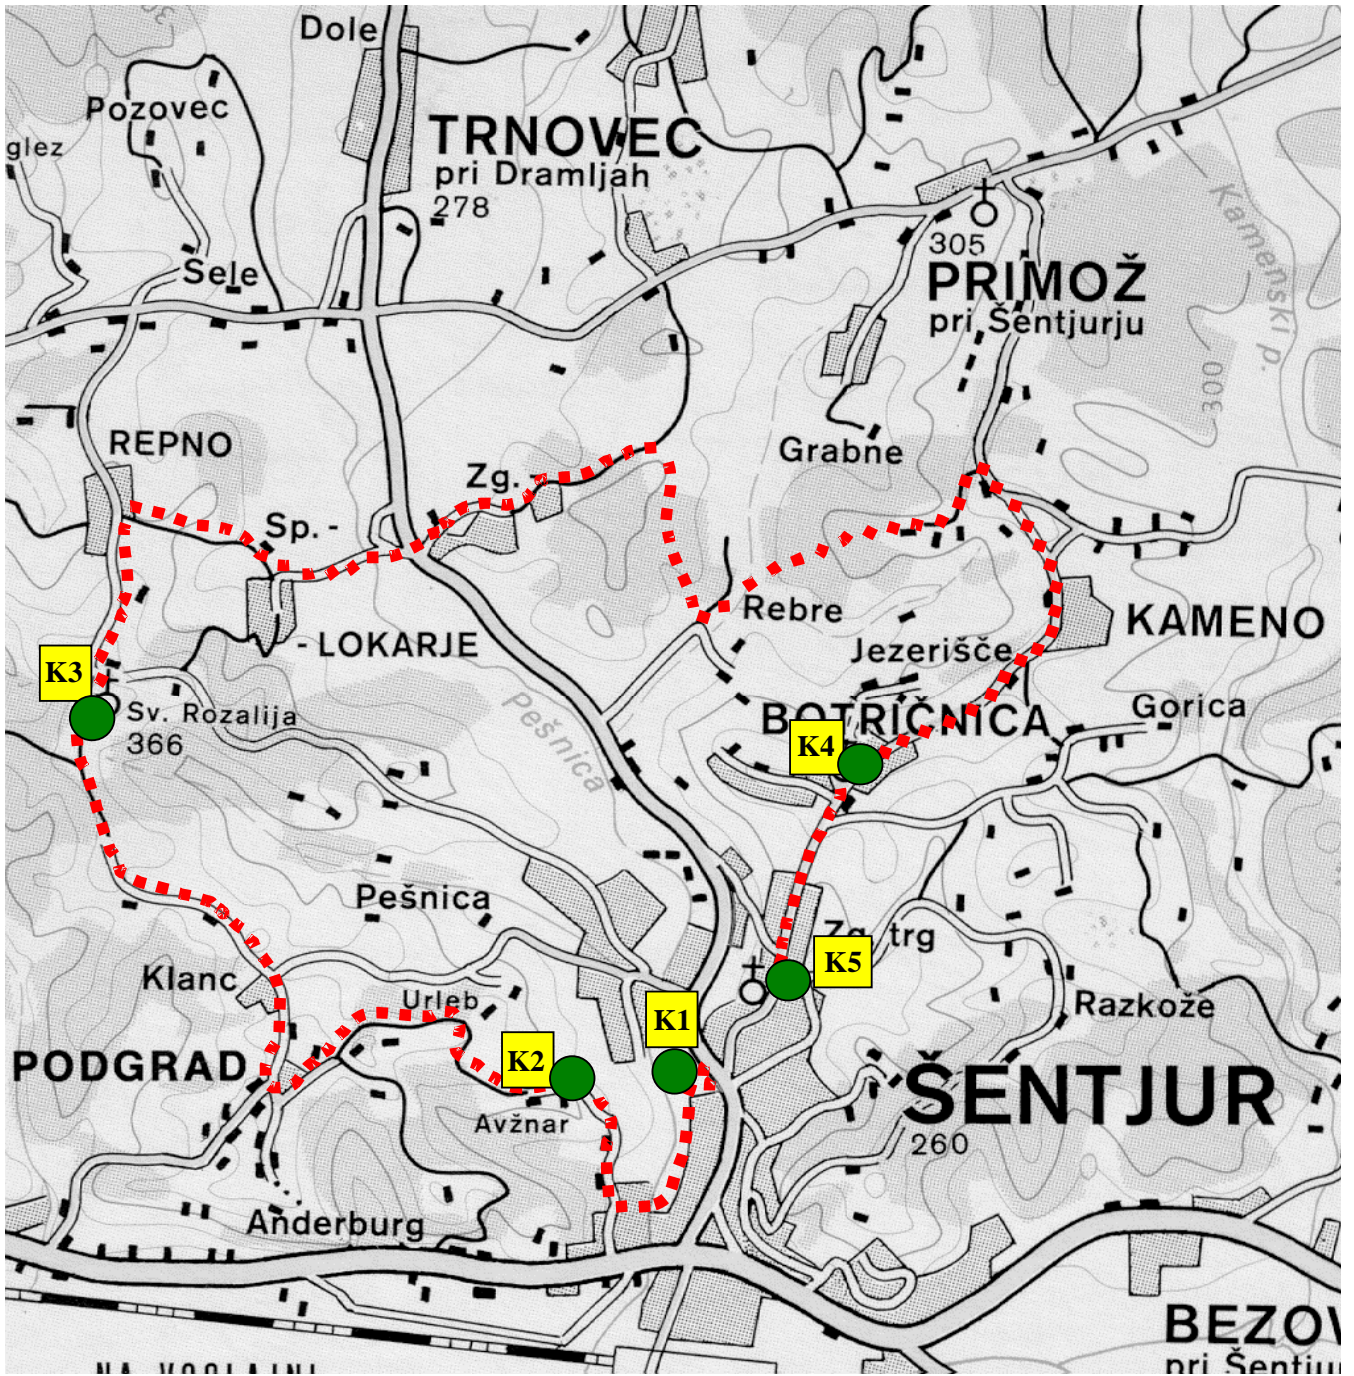 Dole
Pozovec
glez
TRNOVEC
pri Dramljah
278
Sele
305
PRIMOŽ
pri Šentjurju
Kamenski p.
300
REPNO
Grabne
Zg. -
Sp. -
Rebre
KAMENO
- LOKARJE
Jezerišče
K3
Sv. Rozalija
366
Pešnica
BOTRIČNICA
Gorica
K4
Pešnica
Zg. trg
K5
Klanc
Urleb
Razkože
K1
K2
PODGRAD
ŠENTJUR
260
Avžnar
Anderburg
BEZOV
pri Šentju